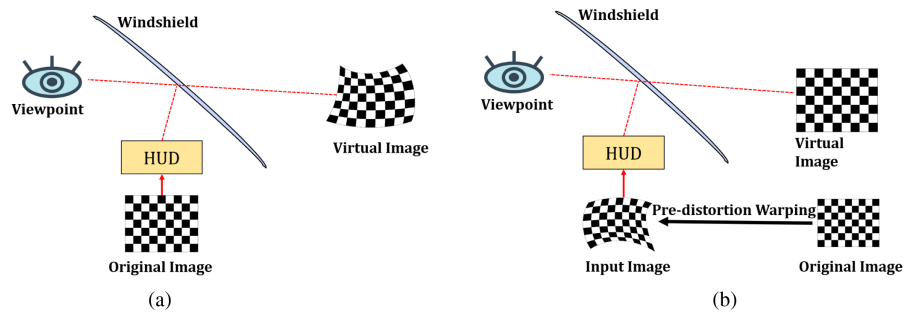 Windshield
Viewpoint
Virtual Image
HUD
Original Image
(a)
Windshield
Viewpoint
Virtual
Image
HUD
Pre-distortion Warping
Input Image
Original Image
(b)